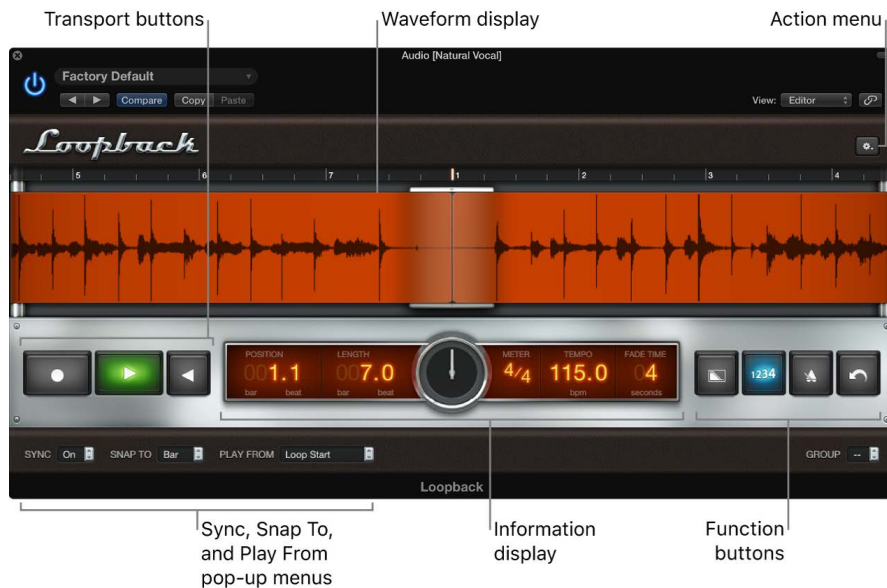 Transport buttons
Waveform display
Action menu
Audio [Natural Vocal]
Factory Default
Compare
Copy
Paste
View:
Editor
Loopback
5
6
7
1
2
3
4
POSITION
LENGTH
METER
TEMPO
FADE TIME
001.1
007.0
4/4
115.0
04
bar
beat
bar
beat
bpm
seconds
1234
SYNC
On
SNAP TO
Bar
PLAY FROM
Loop Start
GROUP
--
Loopback
Sync, Snap To,
and Play From
pop-up menus
Information
display
Function
buttons